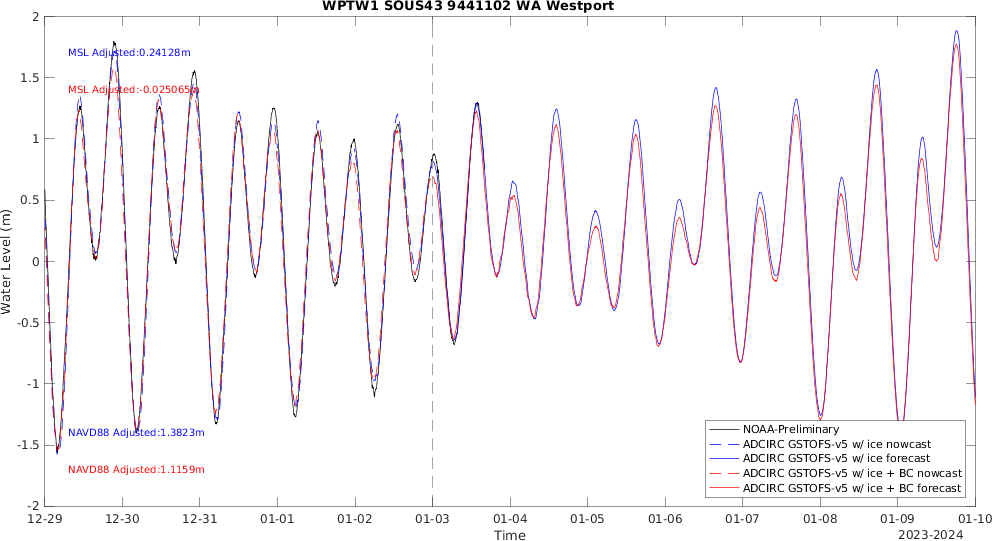 WPTW1 SOUS43 9441102 WA Westport
2
1.5
1
0.5
0
-0.5
-1
-1.5
-2
Water Level (m)
MSL Adjusted:0.24128m
MSL Adjusted:-0.025065m
NAVD88 Adjusted:1.3823m
NAVD88 Adjusted:1.1159m
NOAA-Preliminary
ADCIRC GSTOFS-v5 w/ ice nowcast
ADCIRC GSTOFS-v5 w/ ice forecast
ADCIRC GSTOFS-v5 w/ ice + BC nowcast
ADCIRC GSTOFS-v5 w/ ice + BC forecast
12-29 12-30 12-31 01-01 01-02 01-03 01-04 01-05 01-06 01-07 01-08 01-09 01-10
Time
2023-2024